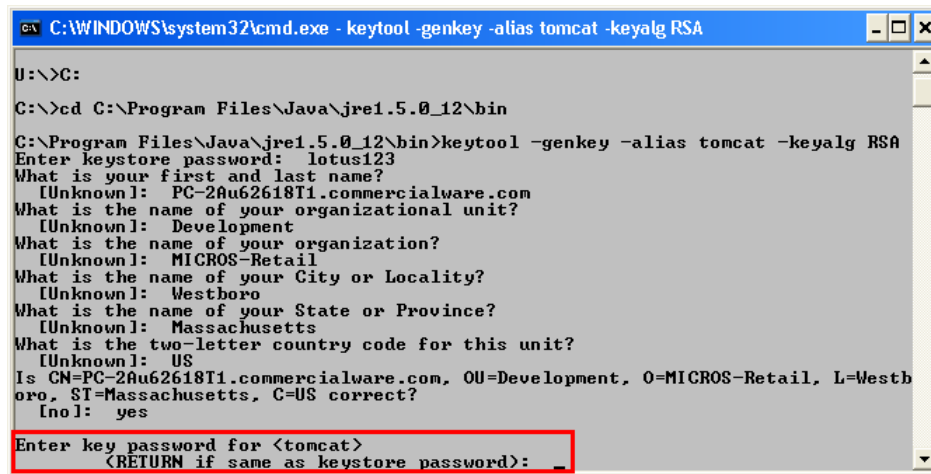 C:\WINDOWS\system32\cmd.exe - keytool -genkey -alias tomcat -keyalg RSA
U:\>C:
C:\>cd C:\Program Files\Java\jre1.5.0_12\bin
C:\Program Files\Java\jre1.5.0_12\bin>keytool -genkey -alias tomcat -keyalg RSA
Enter keystore password:  lotus123
What is your first and last name?
  [Unknown]:  PC-2Au62618T1.commercialware.com
What is the name of your organizational unit?
  [Unknown]:  Development
What is the name of your organization?
  [Unknown]:  MICROS-Retail
What is the name of your City or Locality?
  [Unknown]:  Westboro
What is the name of your State or Province?
  [Unknown]:  Massachusetts
What is the two-letter country code for this unit?
  [Unknown]:  US
Is CN=PC-2Au62618T1.commercialware.com, OU=Development, O=MICROS-Retail, L=Westb
oro, ST=Massachusetts, C=US correct?
  [no]:  yes
Enter key password for <tomcat>
        (RETURN if same as keystore password):  _